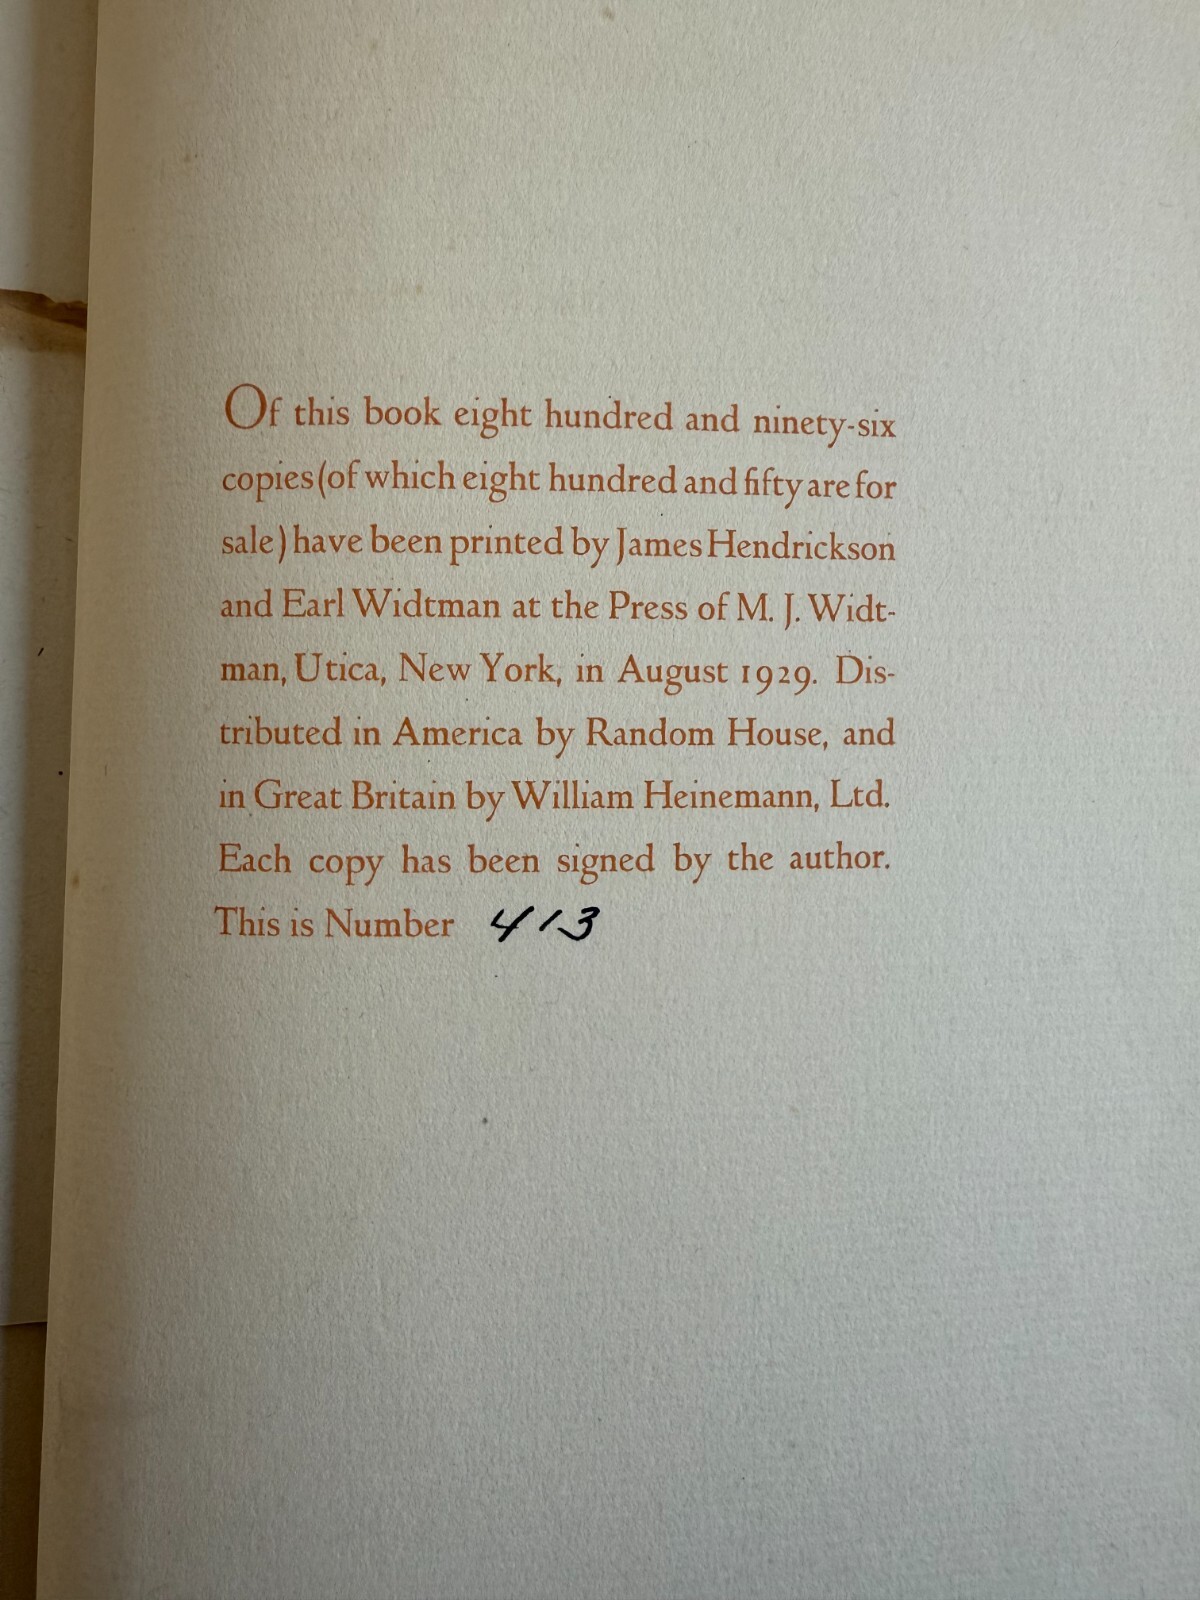 Of this book eight hundred and ninety-six
copies (of which eight hundred and fifty are for
sale) have been printed by James Hendrickson
and Earl Widtman at the Press of M. J. Widt-
man, Utica, New York, in August 1929. Dis-
tributed in America by Random House, and
in Great Britain by William Heinemann, Ltd.
Each copy has been signed by the author.
This is Number 413